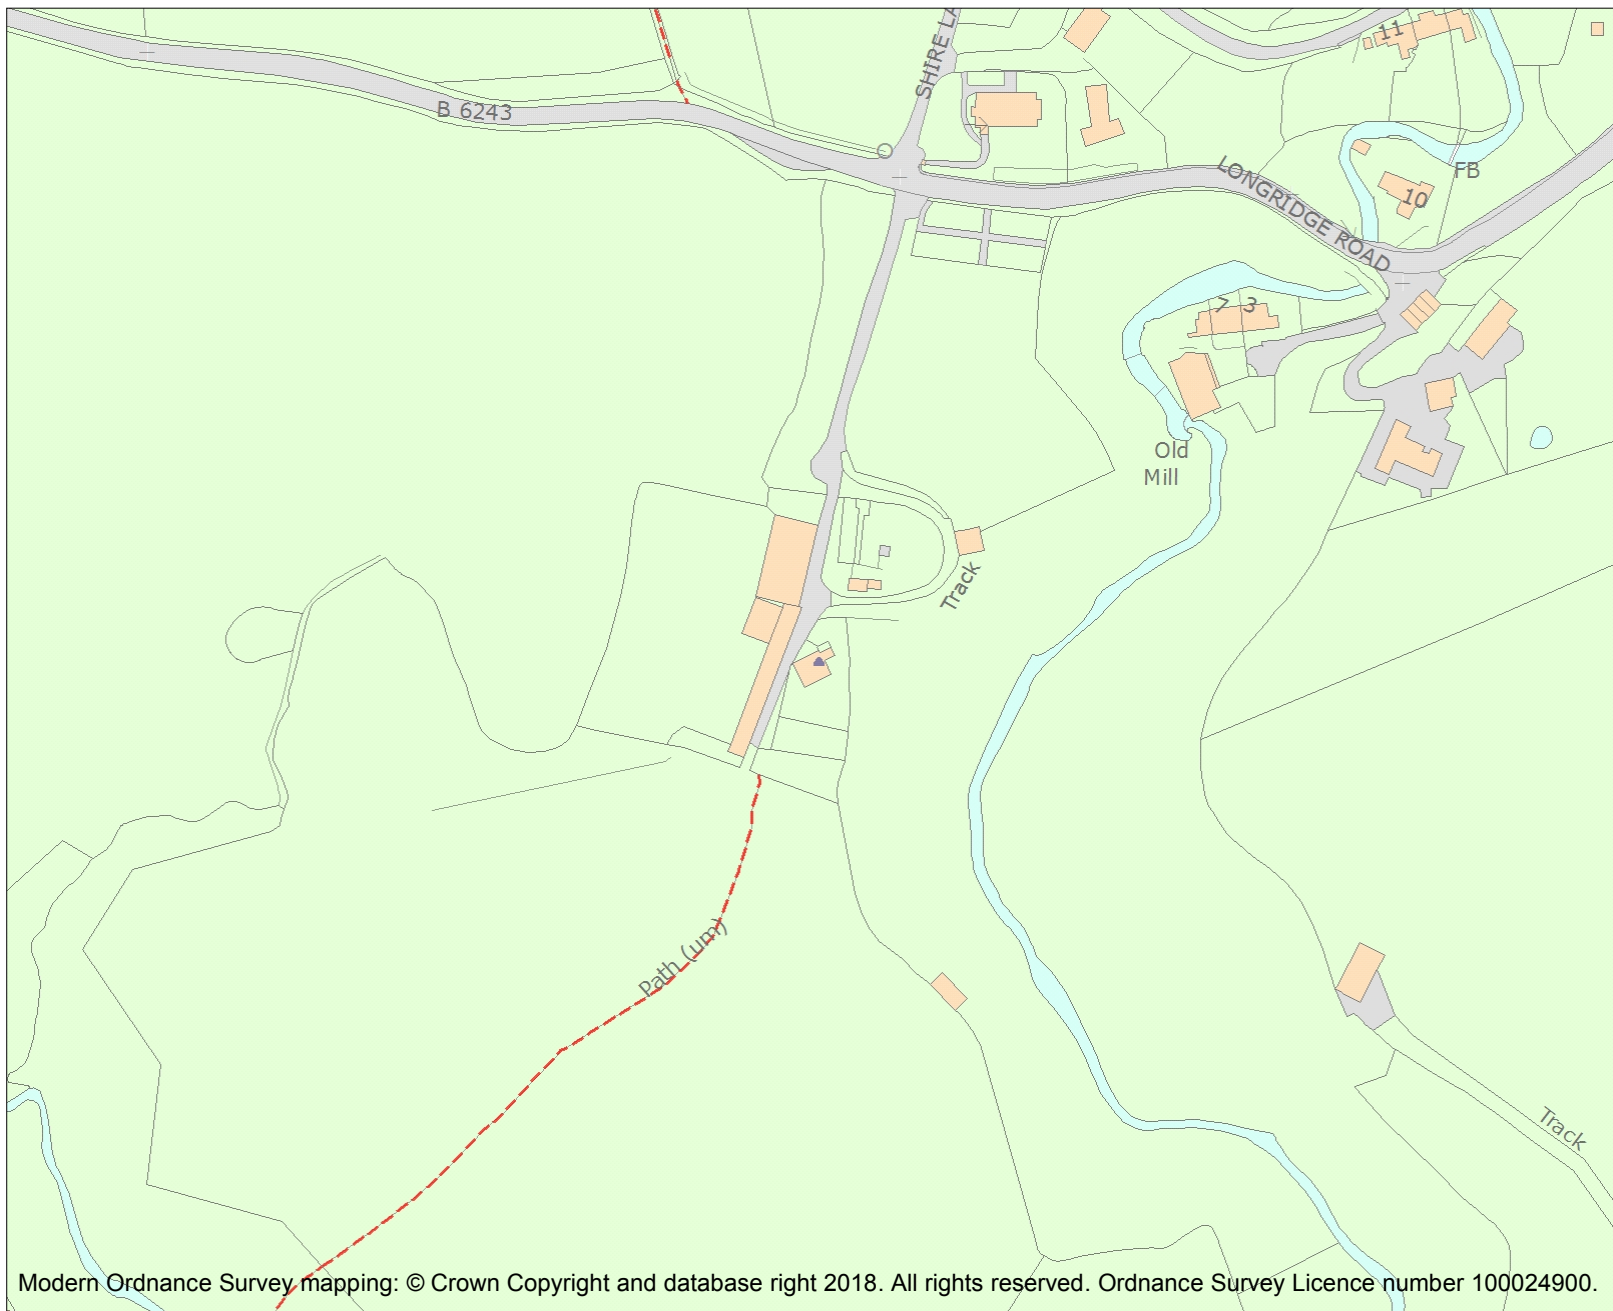 SHIRE LA
11
B 6243
FB
LONGRIDGE ROAD
10
7
3
Old
Mill
Track
Path (um)
Track
Modern Ordnance Survey mapping: © Crown Copyright and database right 2018. All rights reserved. Ordnance Survey Licence number 100024900.